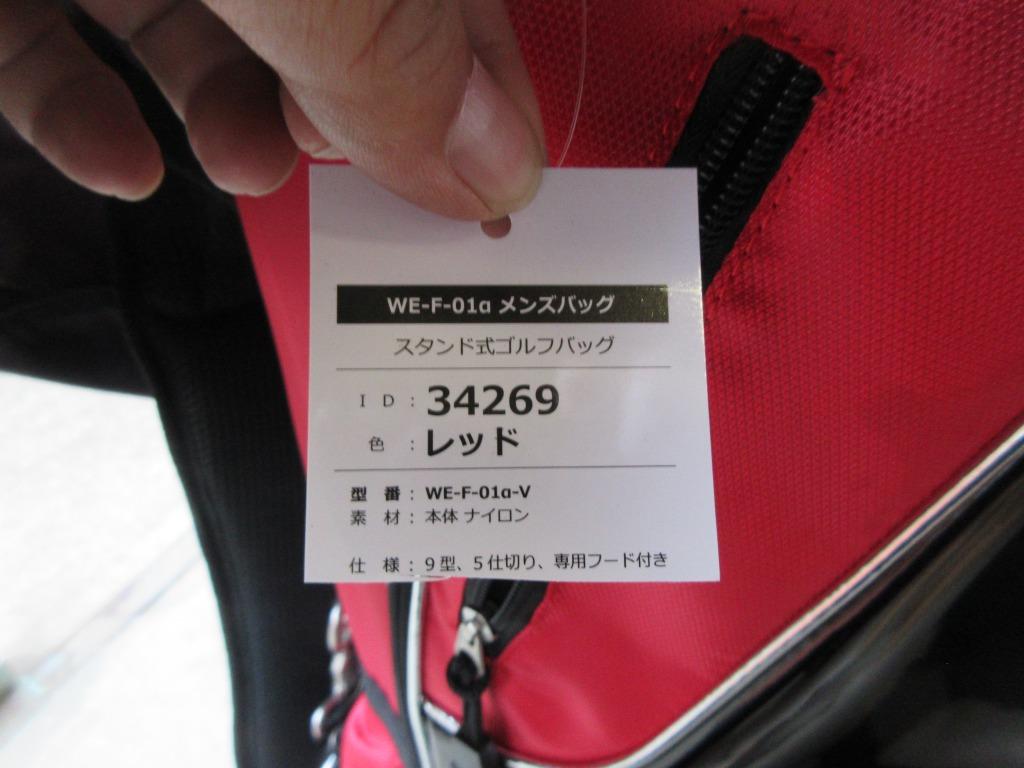 WE-F-01α メンズバッグ
スタンド式ゴルフバッグ
ＩＤ：34269
色：レッド
型番：WE-F-01α-V
素材：本体 ナイロン
仕様：９型、５仕切り、専用フード付き